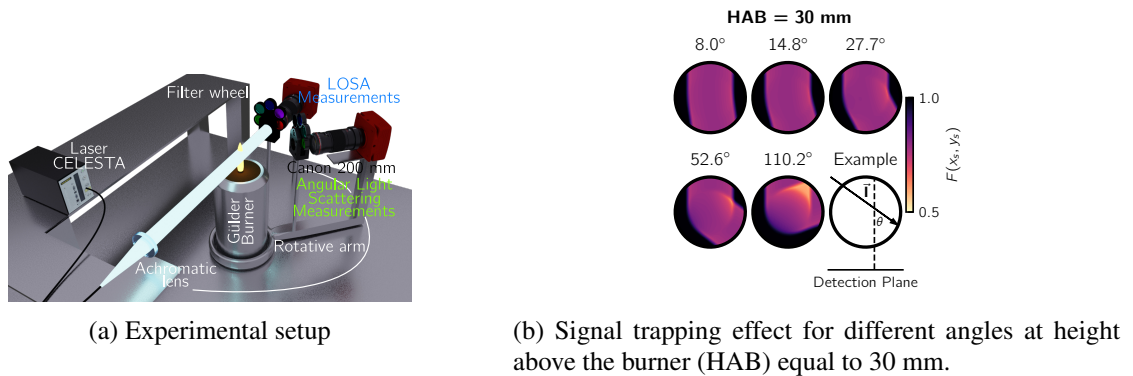 LOSA
Measurements
Filter wheel
Laser
CELESTA
Canon 200 mm
Angular Light
Scattering
Measurements
Gülder
Burner
Rotative arm
Achromatic
lens
(a) Experimental setup
HAB = 30 mm
8.0° 14.8° 27.7°
52.6° 110.2° Example
I
θ
Detection Plane
1.0
0.5
F(xs, ys)
(b) Signal trapping effect for different angles at height
above the burner (HAB) equal to 30 mm.